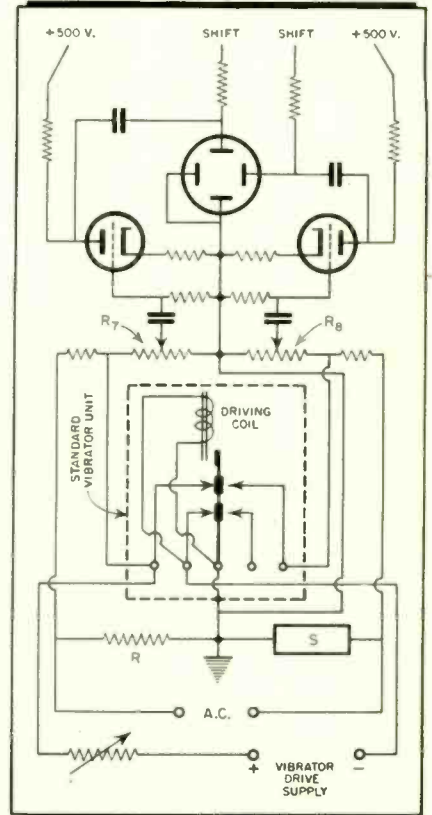 +500 V. SHIFT SHIFT +500 V.
R7 R8
STANDARD
VIBRATOR UNIT
DRIVING
COIL
R S
A.C.
+ VIBRATOR −
DRIVE
SUPPLY